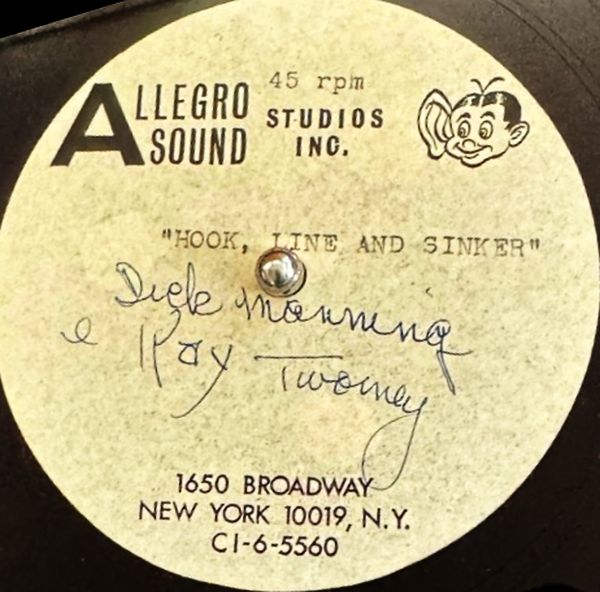 45 rpm
ALLEGRO SOUND STUDIOS INC.
"HOOK, LINE AND SINKER"
Dick Manning
e Kay Twomey
1650 BROADWAY
NEW YORK 10019, N.Y.
CI-6-5560